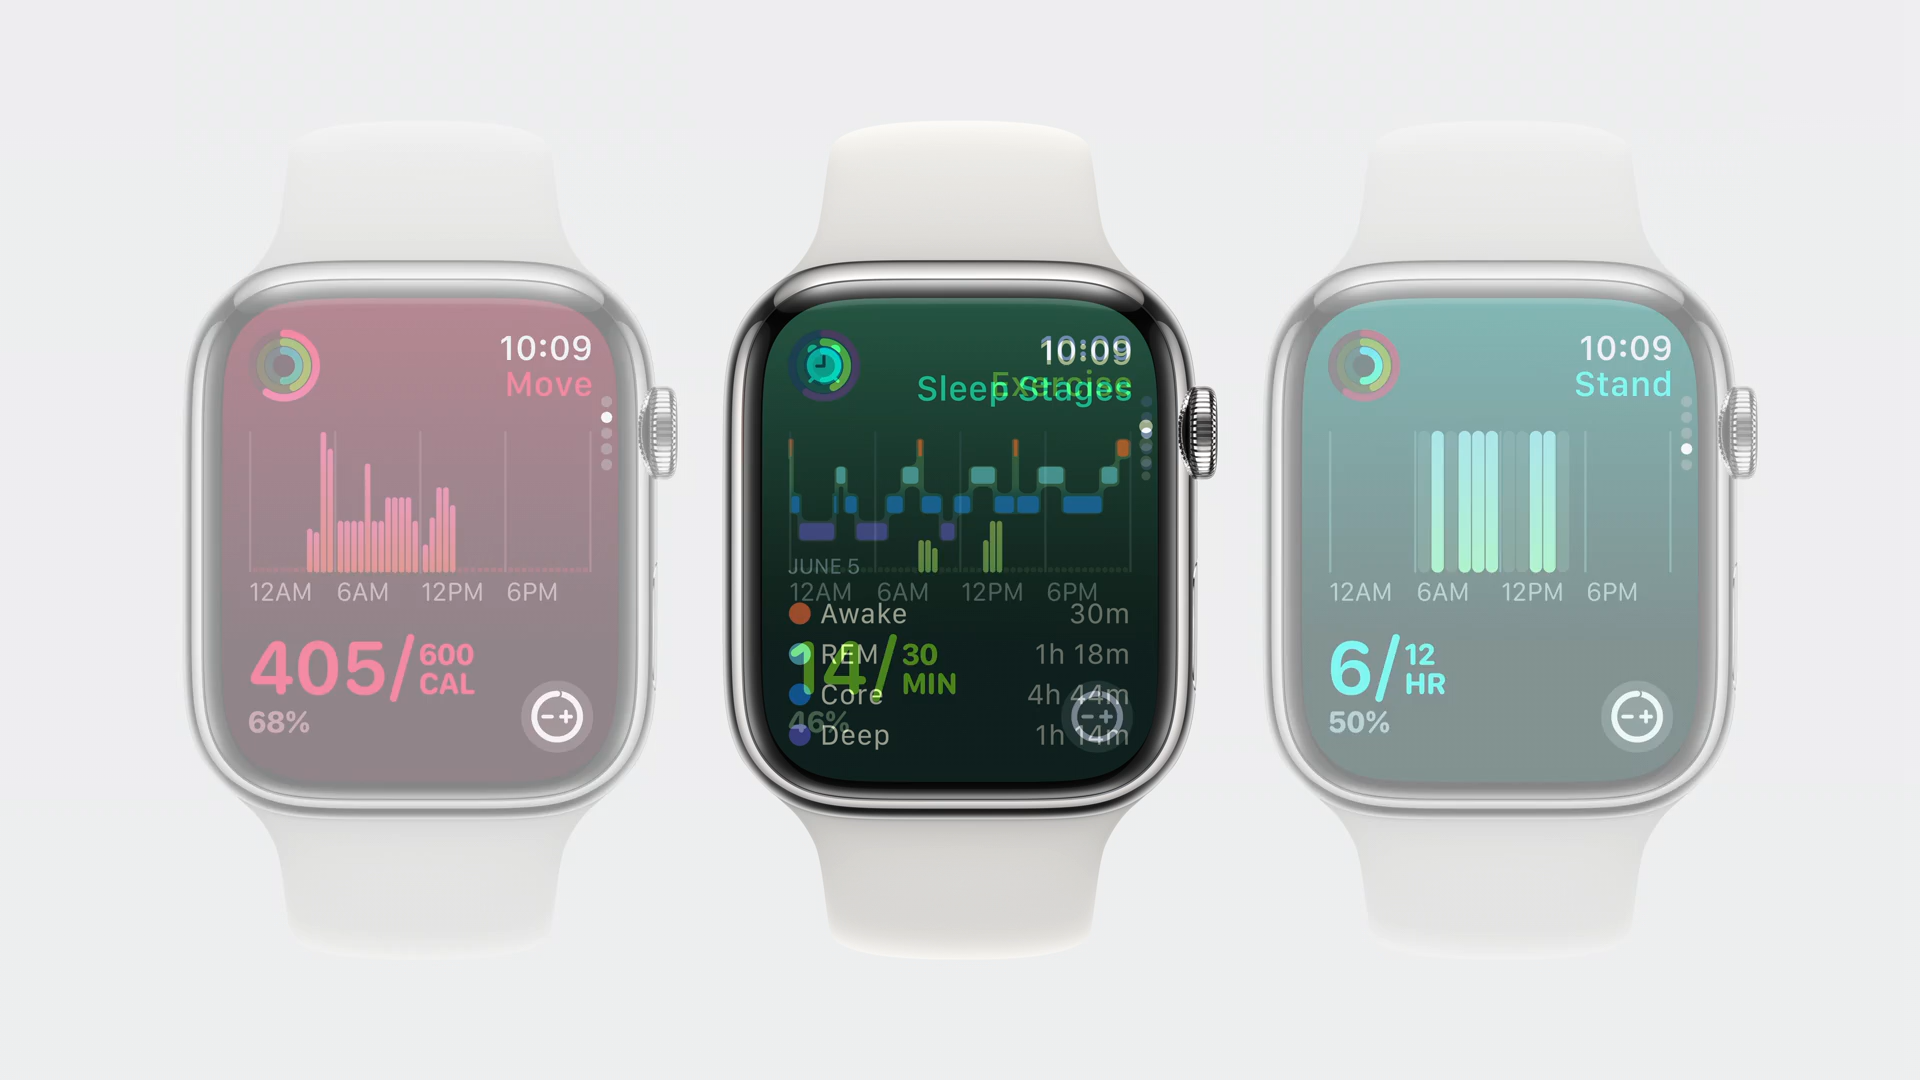 10:09
Move
12AM 6AM 12PM 6PM
405/600 CAL
68%
10:09
Exercise
Sleep Stages
JUNE 5
12AM 6AM 12PM 6PM
Awake 30m
REM 1h 18m
14/30 MIN
Core 4h 44m
46%
Deep 1h 14m
10:09
Stand
12AM 6AM 12PM 6PM
6/12 HR
50%